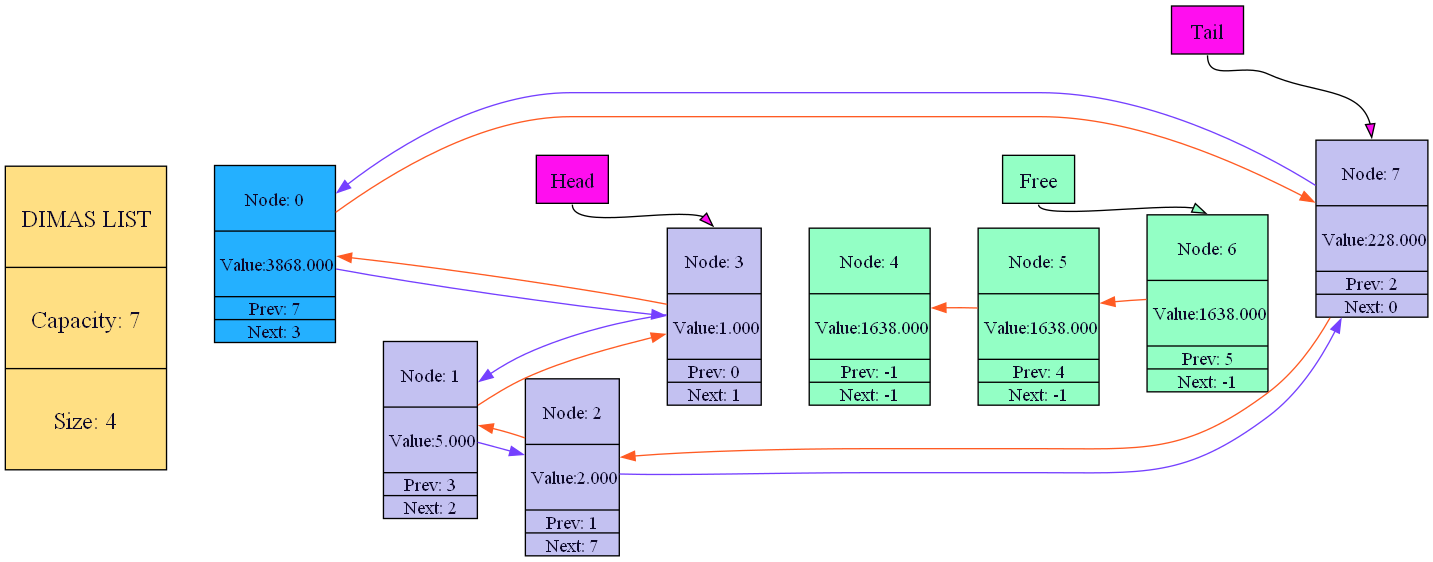 Tail
DIMAS LIST
Capacity: 7
Size: 4
Node: 0
Value:3868.000
Prev: 7
Next: 3
Head
Node: 1
Value:5.000
Prev: 3
Next: 2
Node: 2
Value:2.000
Prev: 1
Next: 7
Node: 3
Value:1.000
Prev: 0
Next: 1
Node: 4
Value:1638.000
Prev: -1
Next: -1
Free
Node: 5
Value:1638.000
Prev: 4
Next: -1
Node: 6
Value:1638.000
Prev: 5
Next: -1
Node: 7
Value:228.000
Prev: 2
Next: 0